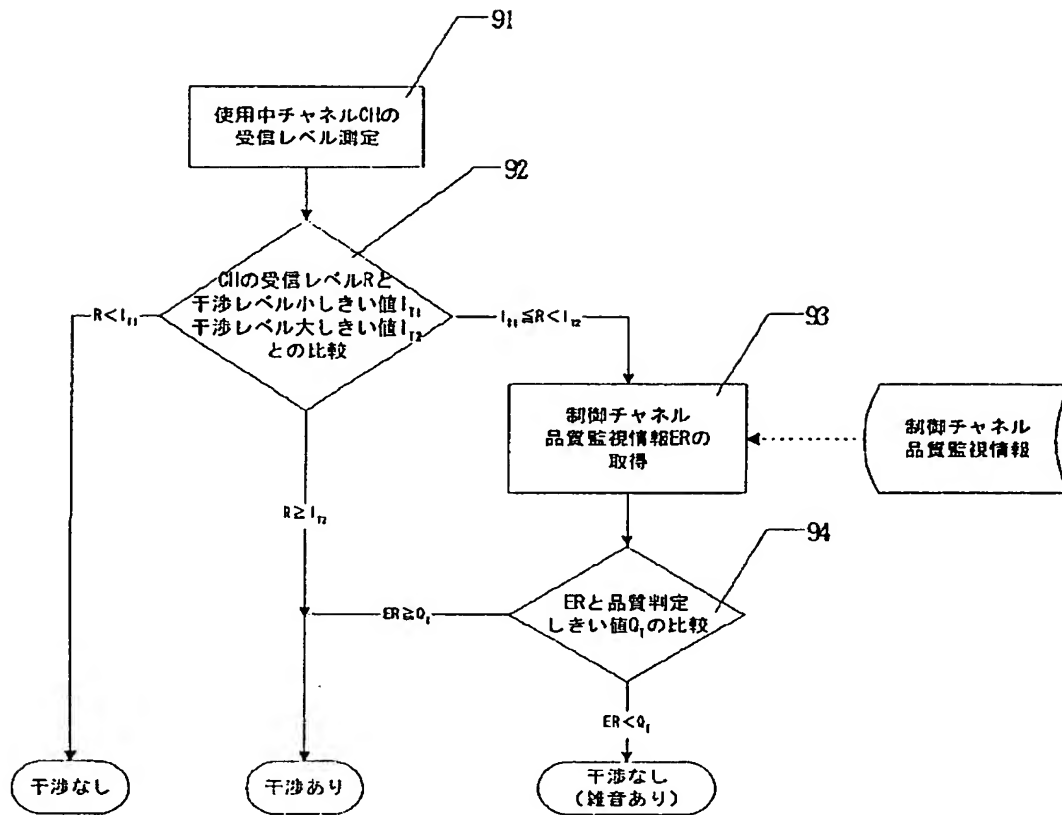 91
使用中チャネルCHの
受信レベル測定
92
CHの受信レベルRと
干渉レベル小しきい値I_T1
干渉レベル大しきい値I_T2
との比較
R<I_T1
I_T1≦R<I_T2
93
制御チャネル
品質監視情報ERの
取得
制御チャネル
品質監視情報
R≧I_T2
94
ERと品質判定
しきい値Q_Tの比較
ER≧Q_T
ER<Q_T
干渉なし
干渉あり
干渉なし
(雑音あり)